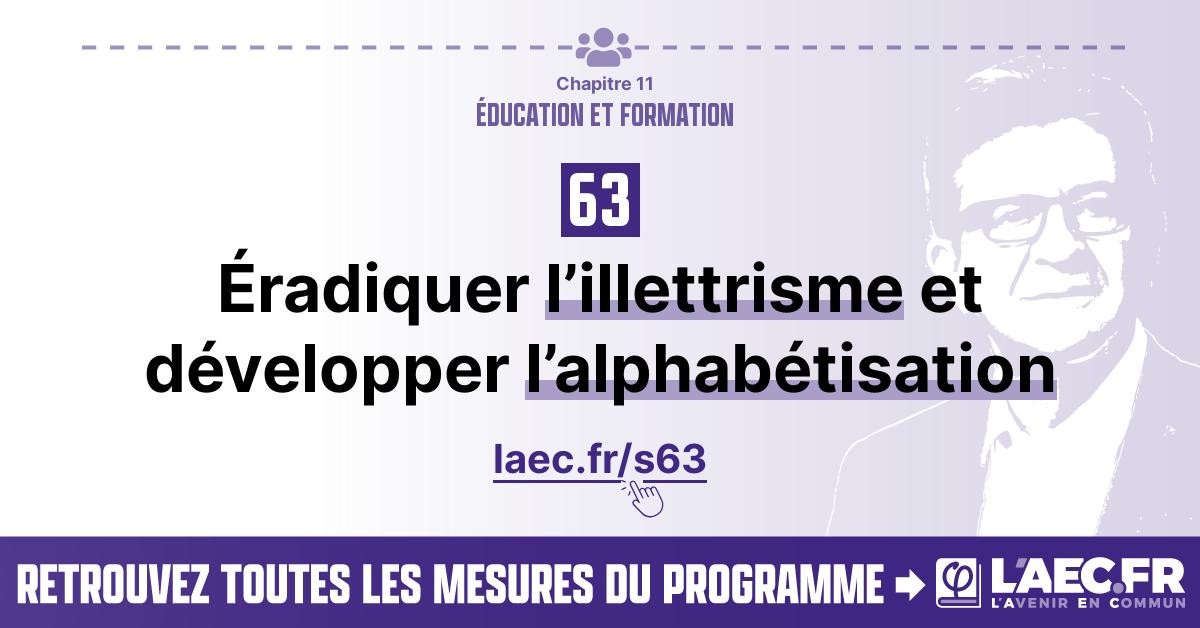 Chapitre 11
ÉDUCATION ET FORMATION
63
Éradiquer l’illettrisme et
développer l’alphabétisation
laec.fr/s63
RETROUVEZ TOUTES LES MESURES DU PROGRAMME
L'AEC.FR
L'AVENIR EN COMMUN